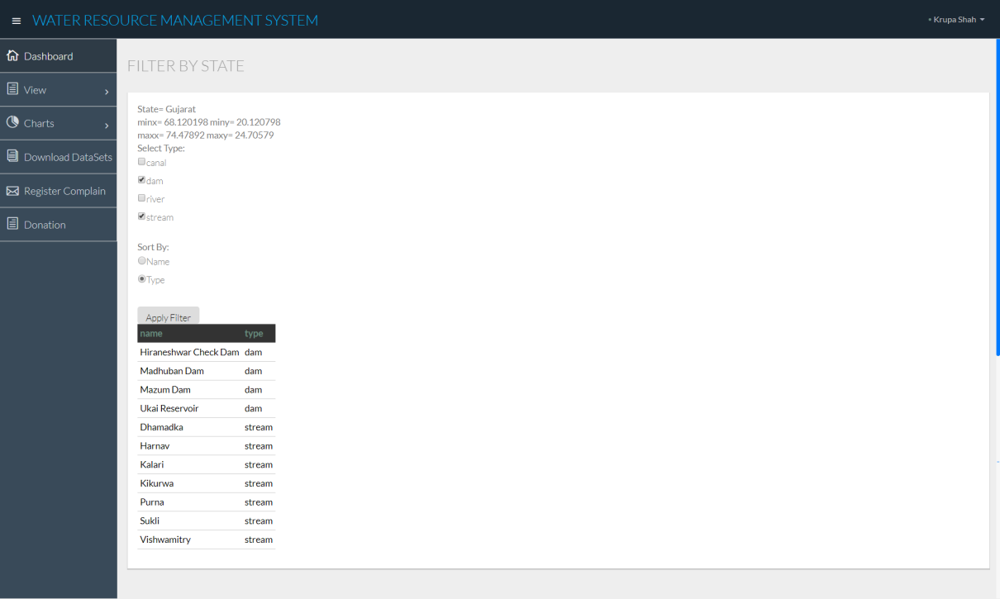 WATER RESOURCE MANAGEMENT SYSTEM
Krupa Shah
Dashboard
View
Charts
Download DataSets
Register Complain
Donation
FILTER BY STATE
State= Gujarat
minx= 68.120198 miny= 20.120798
maxx= 74.47892 maxy= 24.70579
Select Type:
canal
dam
river
stream
Sort By:
Name
Type
Apply Filter
name type
Hiraneshwar Check Dam dam
Madhuban Dam dam
Mazum Dam dam
Ukai Reservoir dam
Dhamadka stream
Harnav stream
Kalari stream
Kikurwa stream
Purna stream
Sukli stream
Vishwamitry stream